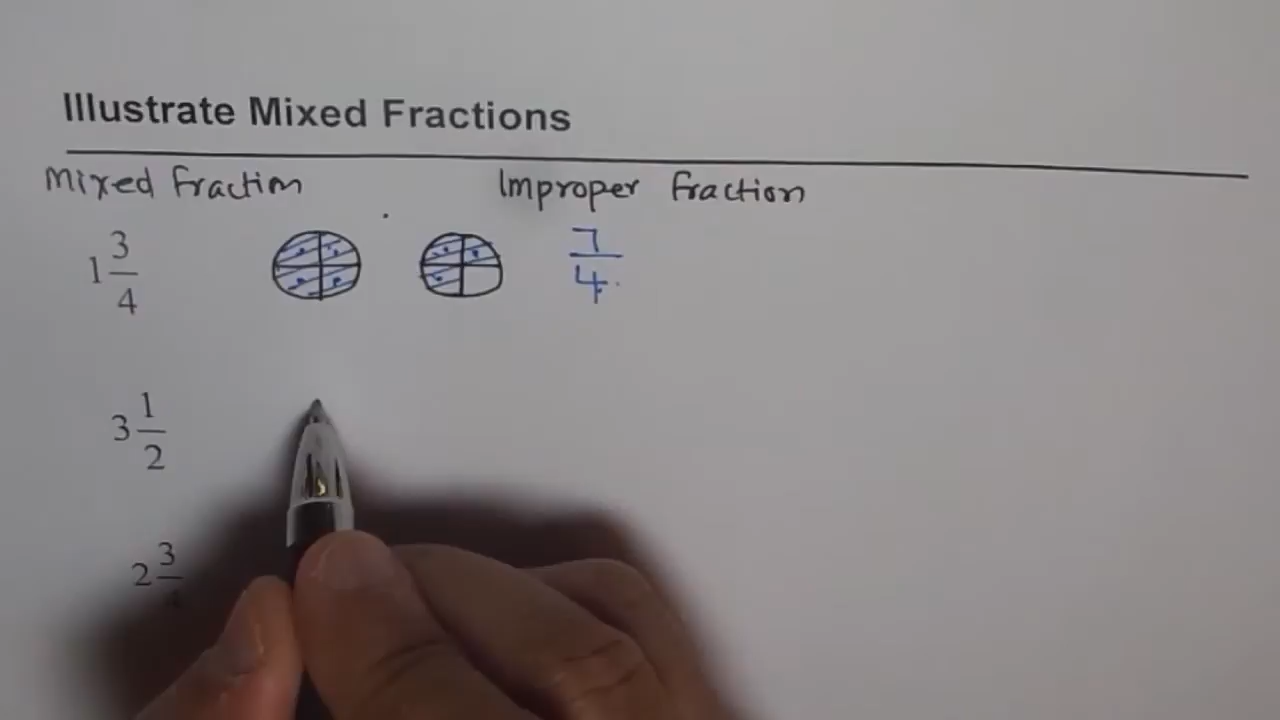 Illustrate Mixed Fractions
Mixed Fraction Improper Fraction
1 3/4 7/4
3 1/2
2 3/